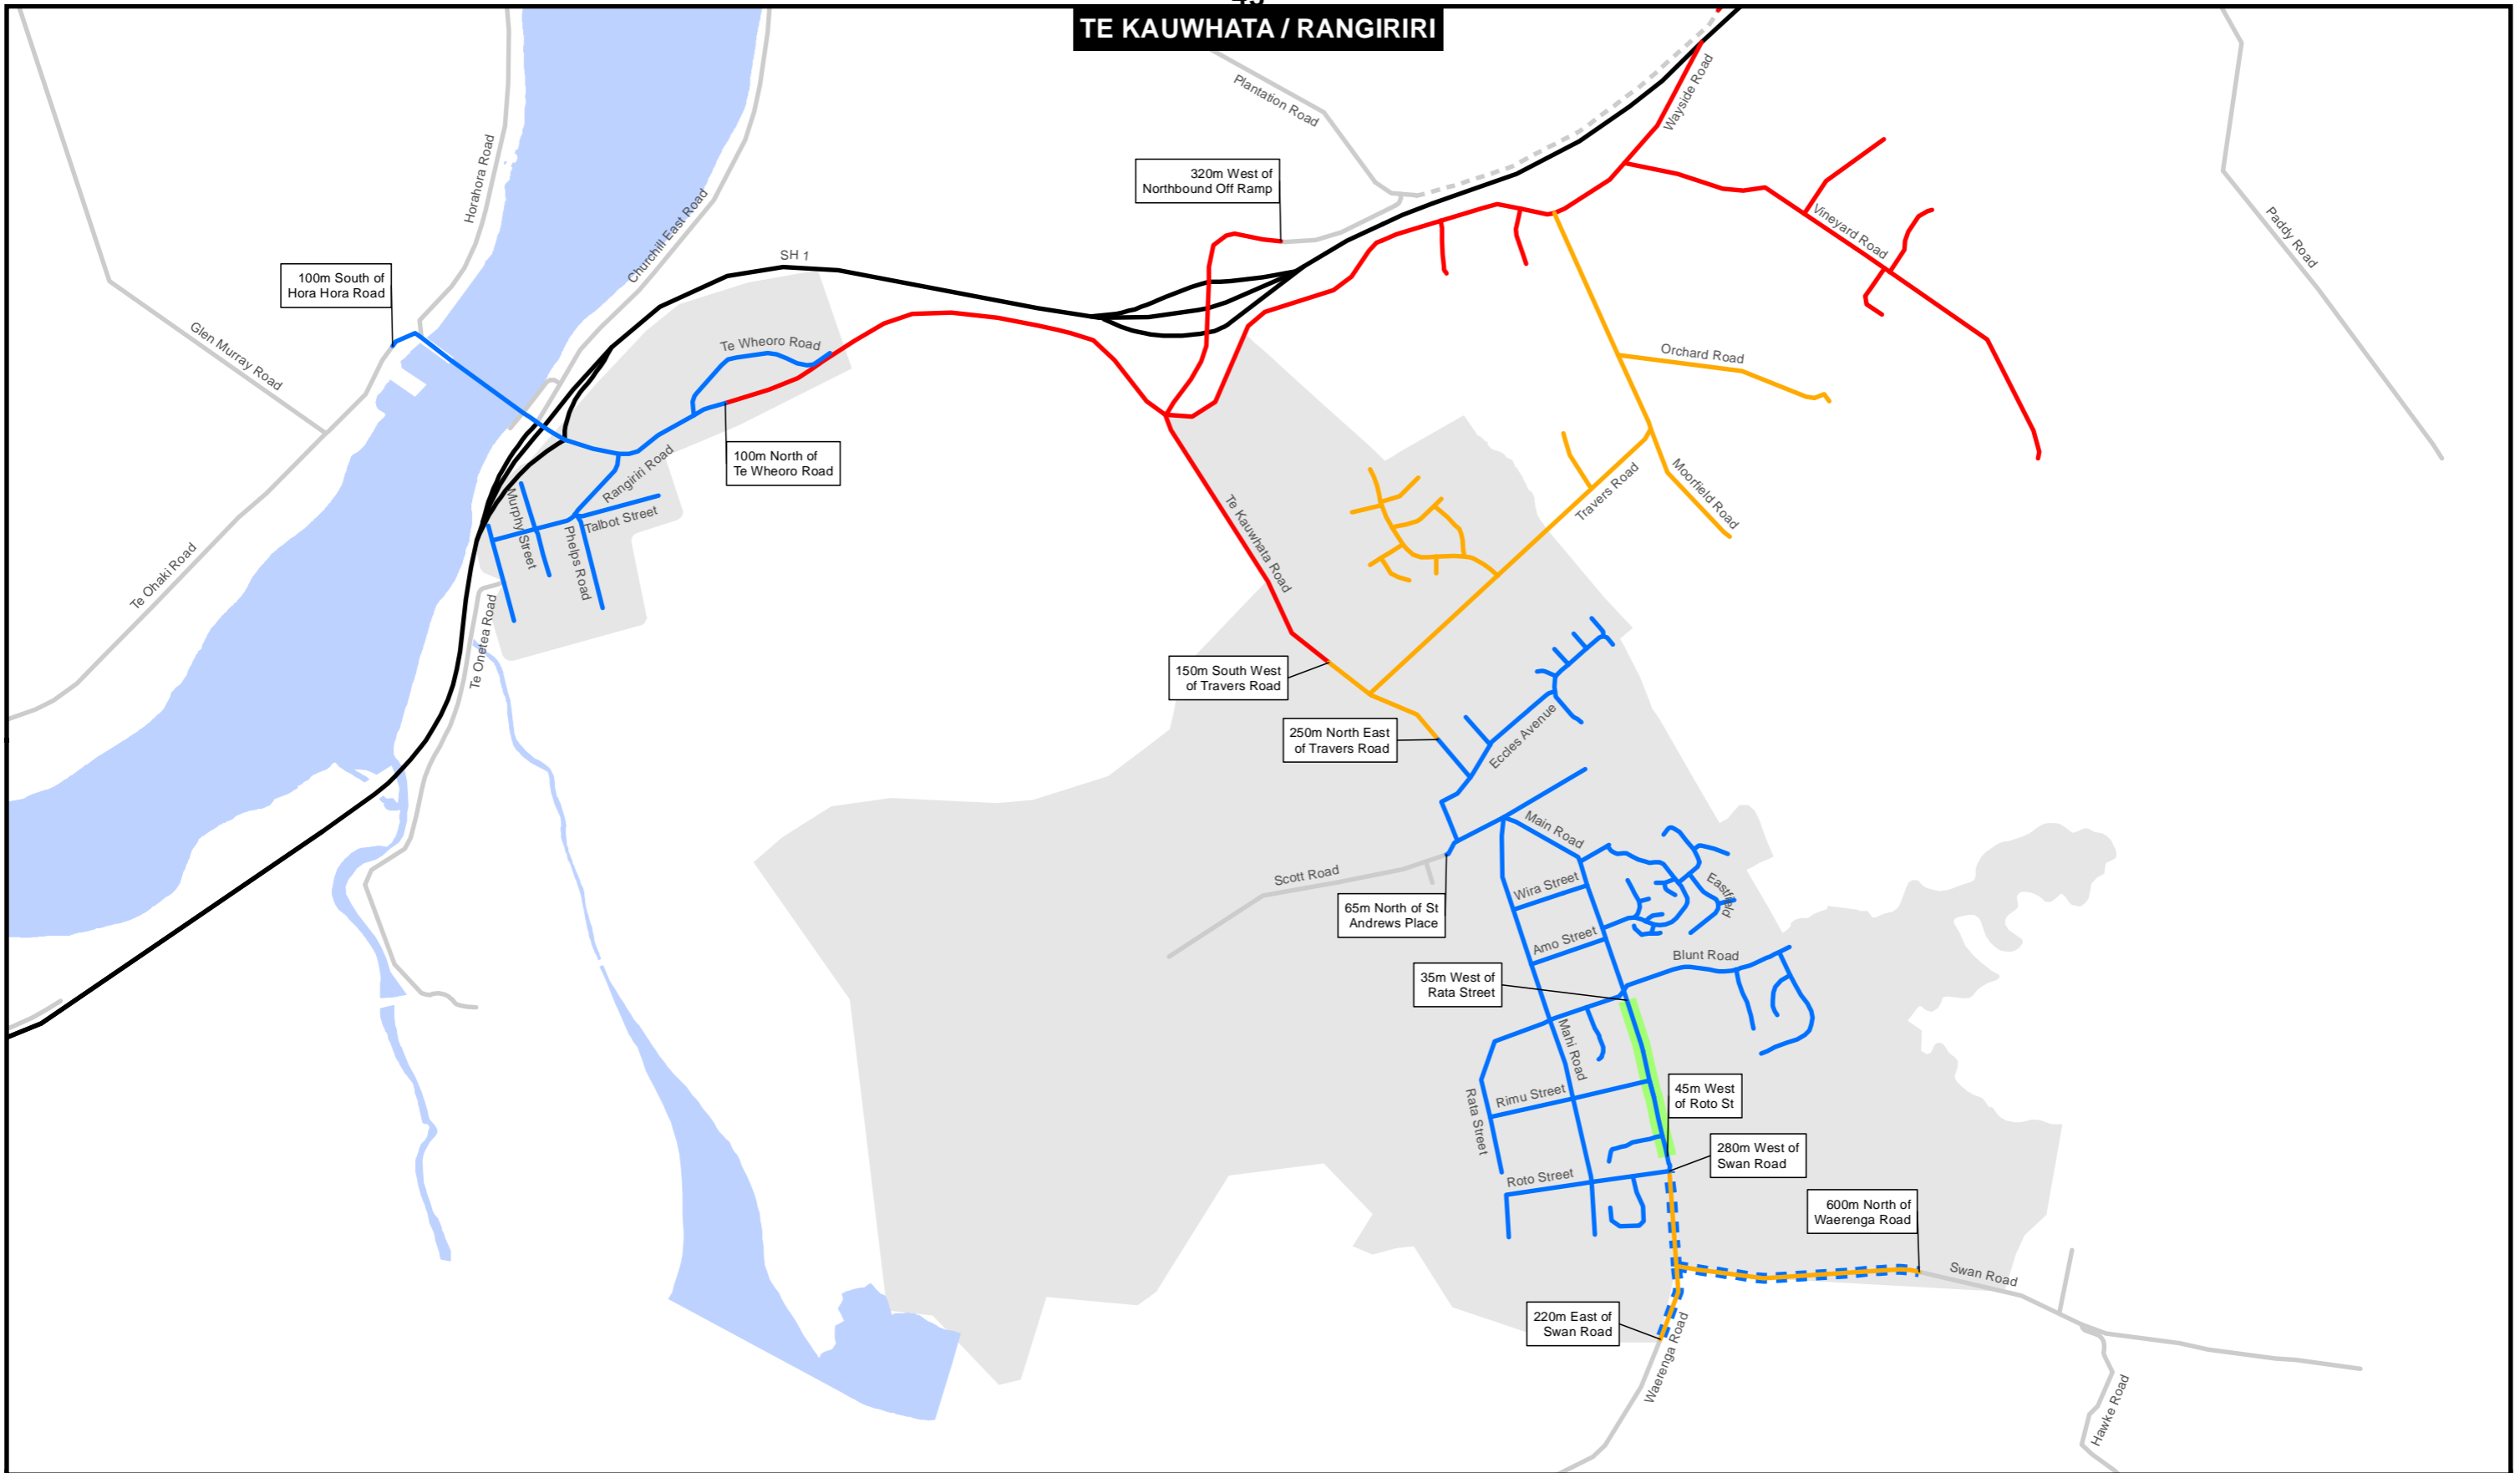 TE KAUWHATA / RANGIRIRI
Plantation Road
Wayside Road
Horahora Road
320m West of
Northbound Off Ramp
Churchill East Road
Vineyard Road
Paddy Road
SH 1
100m South of
Hora Hora Road
Glen Murray Road
Te Wheoro Road
Orchard Road
100m North of
Te Wheoro Road
Rangiriri Road
Moorfield Road
Travers Road
Te Kauwhata Road
Murphy Street
Talbot Street
Phelps Road
Te Ohaki Road
Te Onetea Road
150m South West
of Travers Road
250m North East
of Travers Road
Eccles Avenue
Main Road
Scott Road
Wira Street
Eastfield
65m North of St
Andrews Place
Amo Street
Blunt Road
35m West of
Rata Street
Mahi Road
Rimu Street
Rata Street
45m West
of Roto St
280m West of
Swan Road
Roto Street
600m North of
Waerenga Road
Swan Road
220m East of
Swan Road
Waerenga Road
Hawke Road